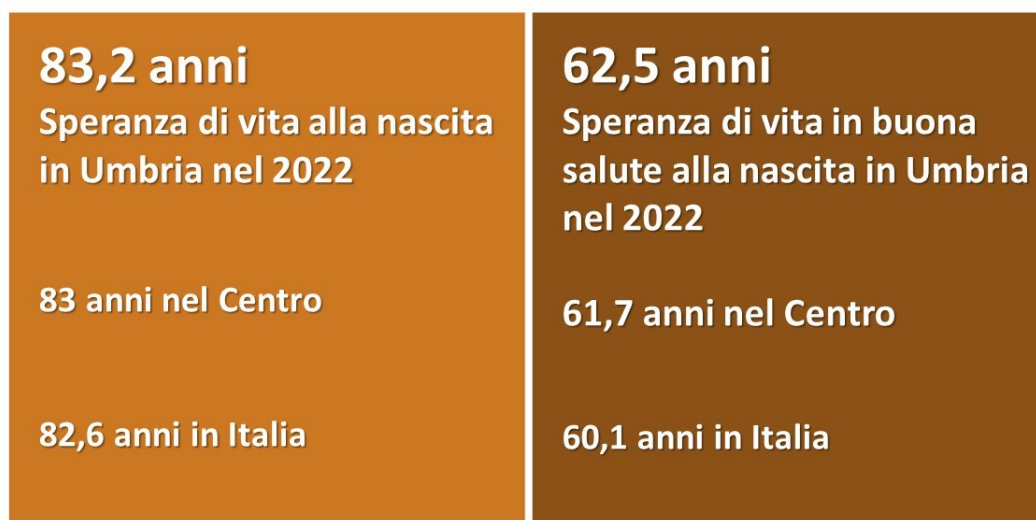 83,2 anni
Speranza di vita alla nascita
in Umbria nel 2022
83 anni nel Centro
82,6 anni in Italia
62,5 anni
Speranza di vita in buona
salute alla nascita in Umbria
nel 2022
61,7 anni nel Centro
60,1 anni in Italia